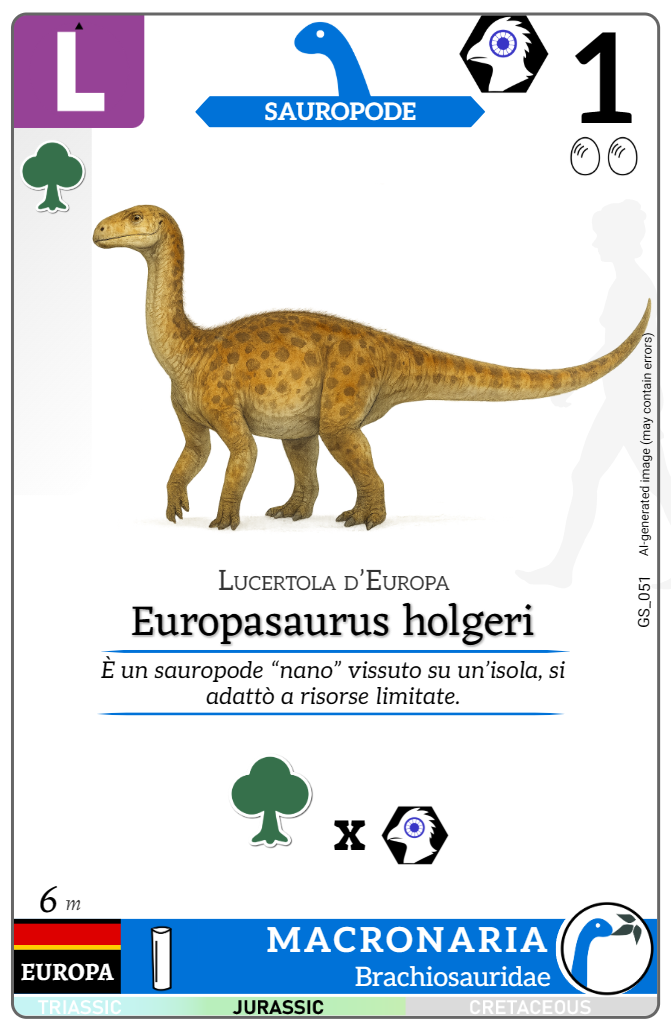 L
SAUROPODE
1
AI-generated image (may contain errors)
GS_051
Lucertola d'Europa
Europasaurus holgeri
È un sauropode “nano” vissuto su un'isola, si
adattò a risorse limitate.
x
6 m
EUROPA
MACRONARIA
Brachiosauridae
TRIASSIC JURASSIC CRETACEOUS